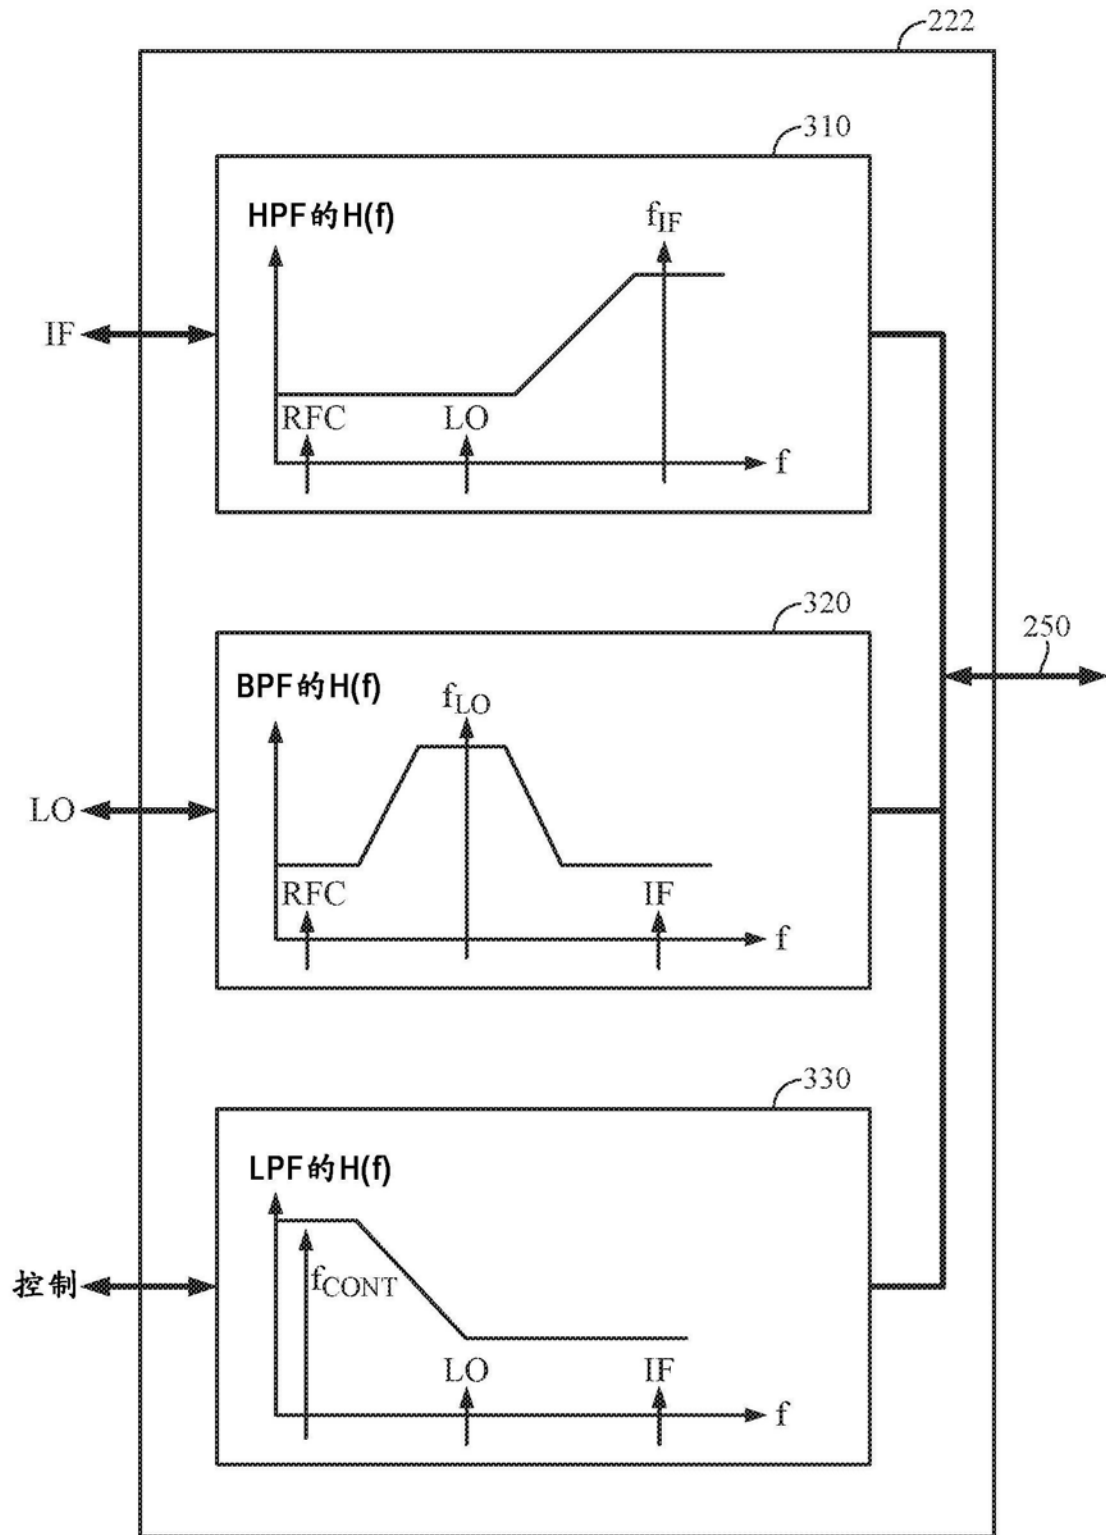 222
310
HPF的H(f)
fIF
IF
RFC
LO
f
320
250
BPF的H(f)
fLO
LO
RFC
IF
f
330
LPF的H(f)
控制
fCONT
LO
IF
f